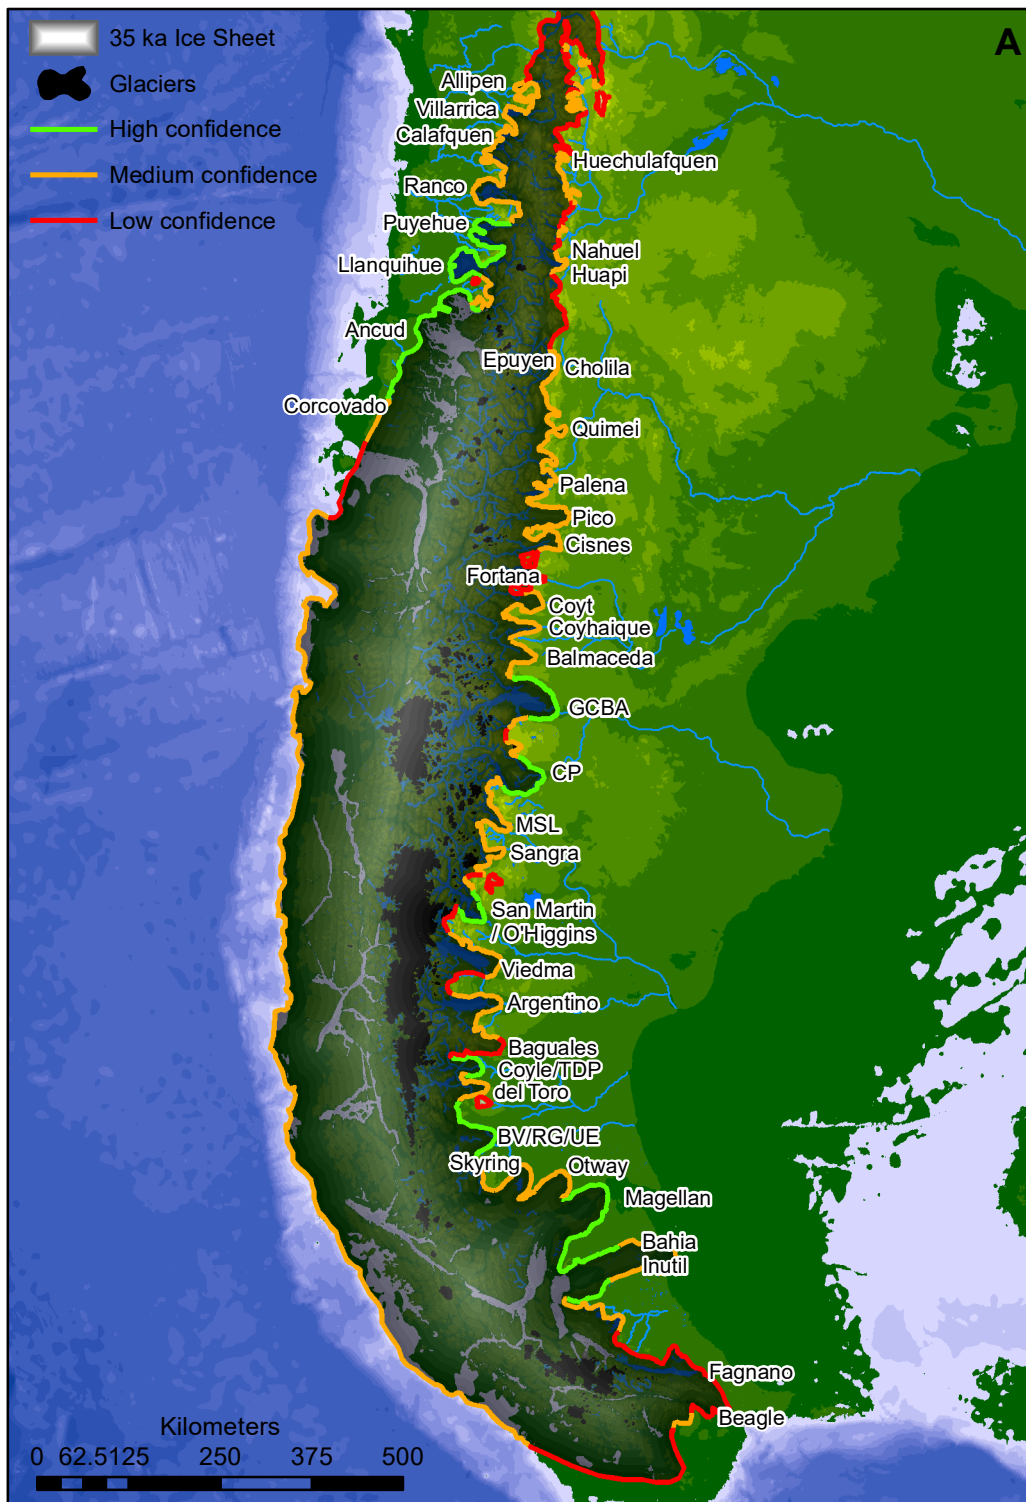 A
35 ka Ice Sheet
Glaciers
High confidence
Medium confidence
Low confidence
Allipen
Villarrica
Calafquen
Huechulafquen
Ranco
Puyehue
Nahuel
Huapi
Llanquihue
Ancud
Epuyen
Cholila
Corcovado
Quimei
Palena
Pico
Cisnes
Fortana
Coyt
Coyhaique
Balmaceda
GCBA
CP
MSL
Sangra
San Martin
/ O'Higgins
Viedma
Argentino
Baguales
Coyle/TDP
del Toro
BV/RG/UE
Skyring
Otway
Magellan
Bahia
Inutil
Fagnano
Beagle
Kilometers
0 62.5125 250 375 500